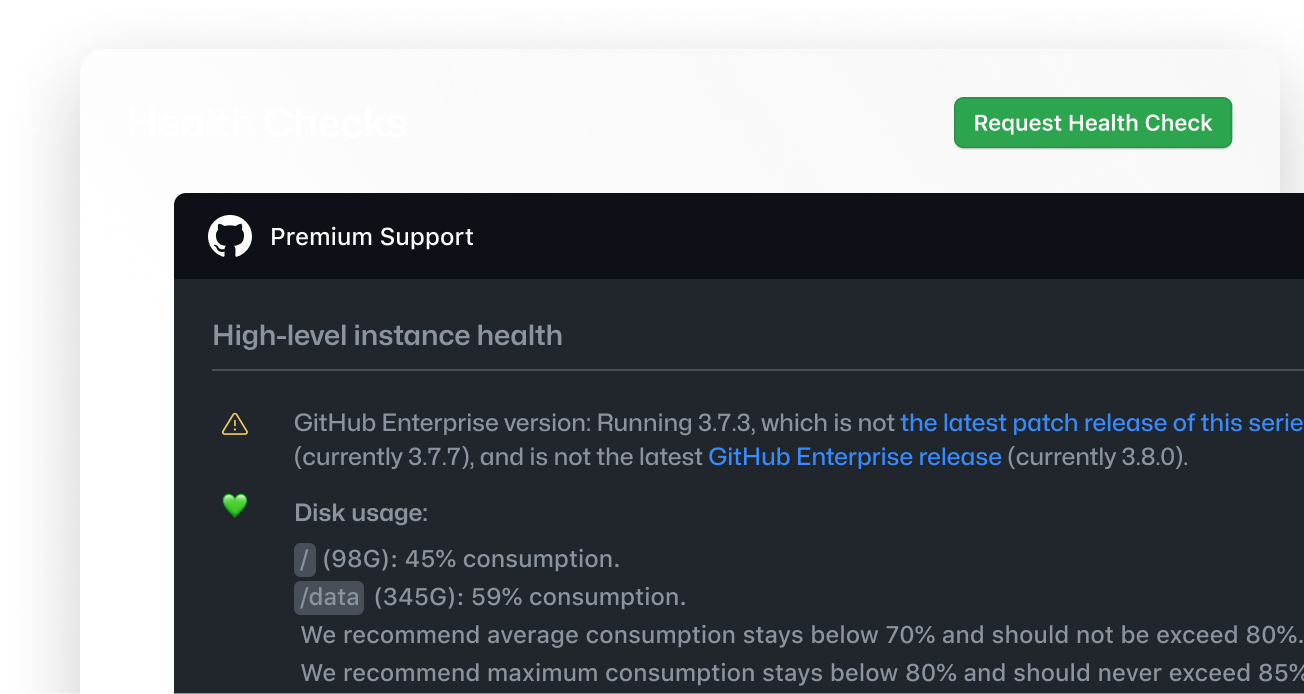 Health Checks
Request Health Check
Premium Support
High-level instance health
GitHub Enterprise version: Running 3.7.3, which is not the latest patch release of this serie
(currently 3.7.7), and is not the latest GitHub Enterprise release (currently 3.8.0).
Disk usage:
/ (98G): 45% consumption.
/data (345G): 59% consumption.
We recommend average consumption stays below 70% and should not be exceed 80%.
We recommend maximum consumption stays below 80% and should never exceed 85%